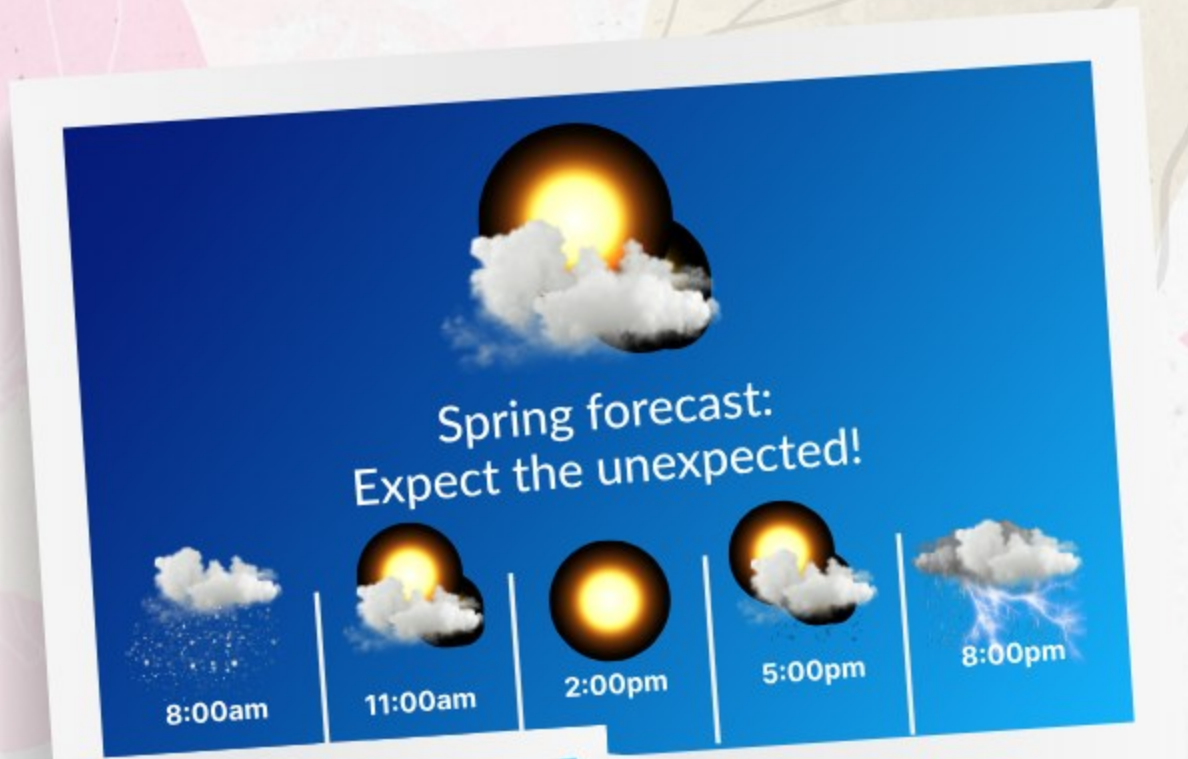 Spring forecast:
Expect the unexpected!
8:00am
11:00am
2:00pm
5:00pm
8:00pm